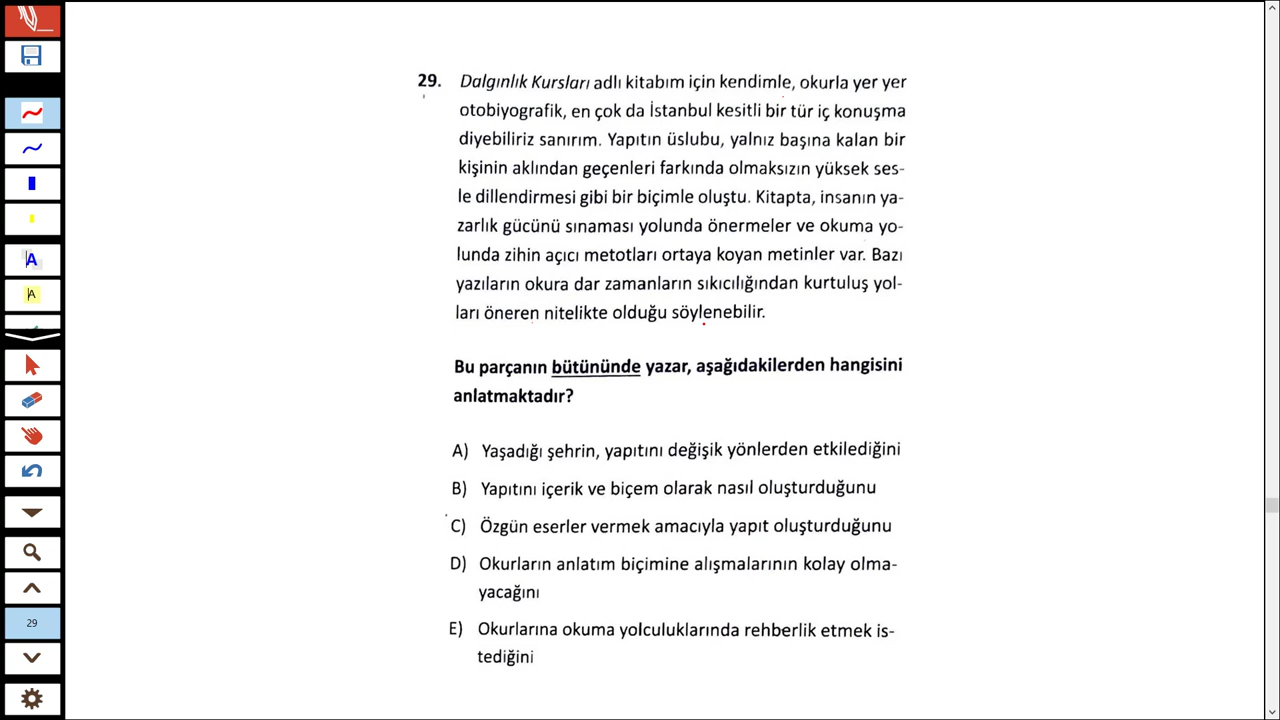 29. Dalgınlık Kursları adlı kitabım için kendimle, okurla yer yer
otobiyografik, en çok da İstanbul kesitli bir tür iç konuşma
diyebiliriz sanırım. Yapıtın üslubu, yalnız başına kalan bir
kişinin aklından geçenleri farkında olmaksızın yüksek ses-
le dillendirmesi gibi bir biçimle oluştu. Kitapta, insanın ya-
zarlık gücünü sınaması yolunda önermeler ve okuma yo-
lunda zihin açıcı metotları ortaya koyan metinler var. Bazı
yazıların okura dar zamanların sıkıcılığından kurtuluş yol-
ları öneren nitelikte olduğu söylenebilir.
Bu parçanın bütününde yazar, aşağıdakilerden hangisini
anlatmaktadır?
A) Yaşadığı şehrin, yapıtını değişik yönlerden etkilediğini
B) Yapıtını içerik ve biçem olarak nasıl oluşturduğunu
C) Özgün eserler vermek amacıyla yapıt oluşturduğunu
D) Okurların anlatım biçimine alışmalarının kolay olma-
yacağını
E) Okurlarına okuma yolculuklarında rehberlik etmek is-
tediğini
A
A
29